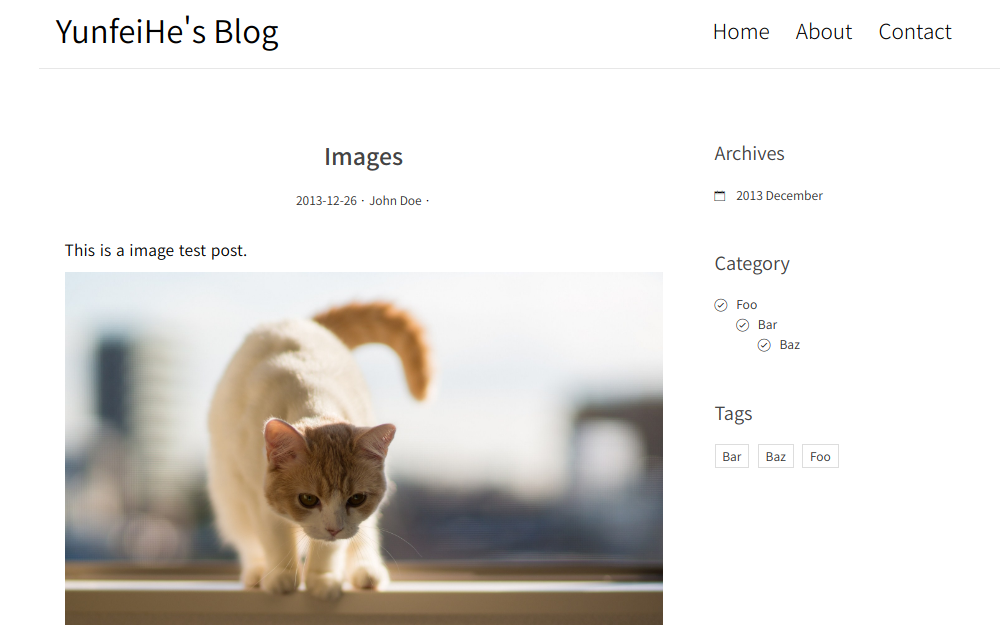 YunfeiHe's Blog
Home About Contact
Images
2013-12-26 · John Doe ·
This is a image test post.
Archives
2013 December
Category
Foo
Bar
Baz
Tags
Bar Baz Foo